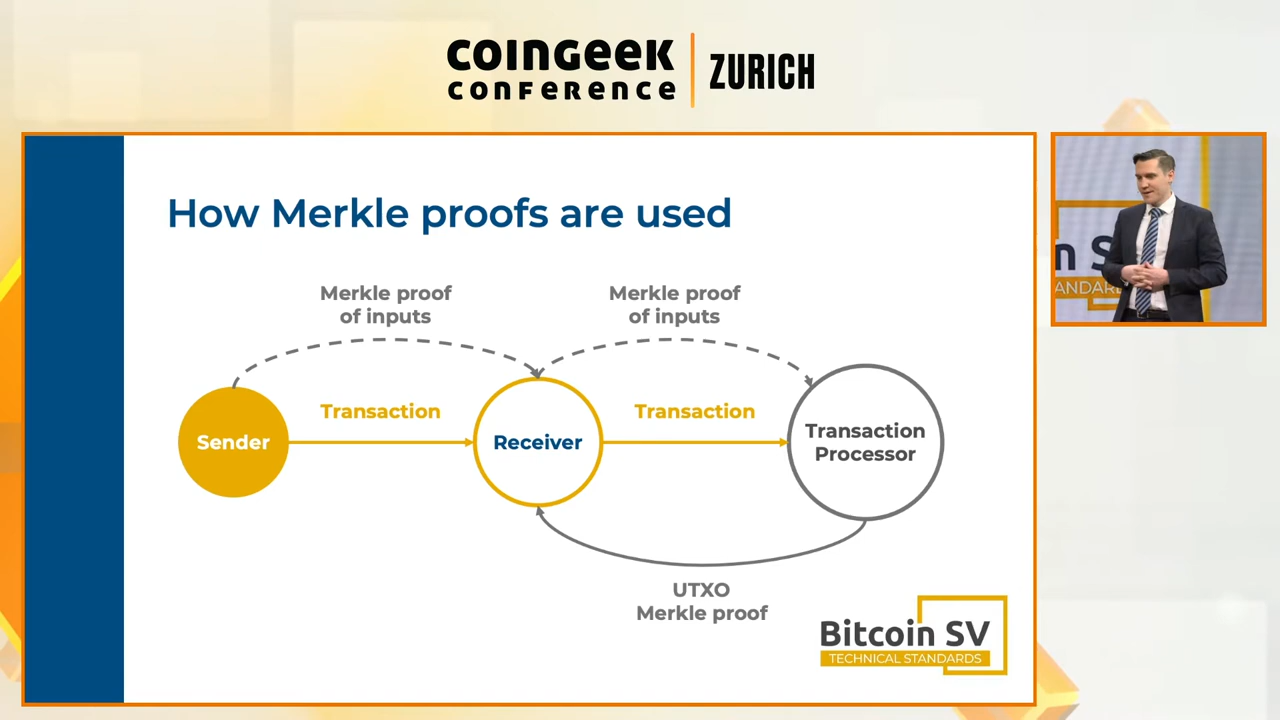 COINGEEK
CONFERENCE
ZURICH
How Merkle proofs are used
Merkle proof
of inputs
Merkle proof
of inputs
Transaction
Transaction
Sender
Receiver
Transaction
Processor
UTXO
Merkle proof
Bitcoin SV
TECHNICAL STANDARDS
n S
ANDAR